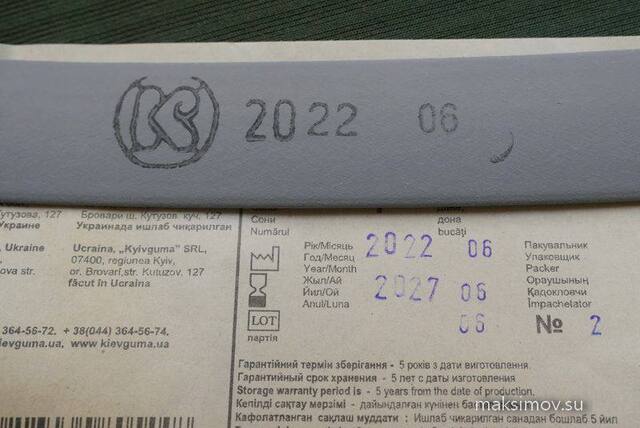 KS 2022 06
Кутузова, 127
Украине
, Ukraine
ova str.
364-56-72. + 38(044) 364-56-74.
evguma.ua, www.kievguma.ua
Бровари ш. Кутузов. куч, 127
Украинада ишлаб чиқарилган
Ucraina, „Kyivguma” SRL,
07400, regiunea Kyiv,
or. Brovari,str. Kutuzov, 127
făcut în Ucraina
Сони
Numărul
дона
bucăţi
Рік/Місяць 2022 06
Год/Месяц
Year/Month
Жыл/Ай 2027 06
Йил/Ой
Anul/Luna
LOT 06
партія
Пакувальник
Упаковщик
Packer
Ораушының
Қадоқловчи
Împachetator
№ 2
Гарантійний термін зберігання - 5 років з дати виготовлення.
Гарантийный срок хранения - 5 лет с даты изготовления
Storage warranty period is - 5 years from the date of production.
Кепілді сақтау мерзімі - дайындалған күнінен
Кафолатланган сақлаш муддати : Ишлаб чиқарилган санадан бошлаб 5 йил
maksimov.su